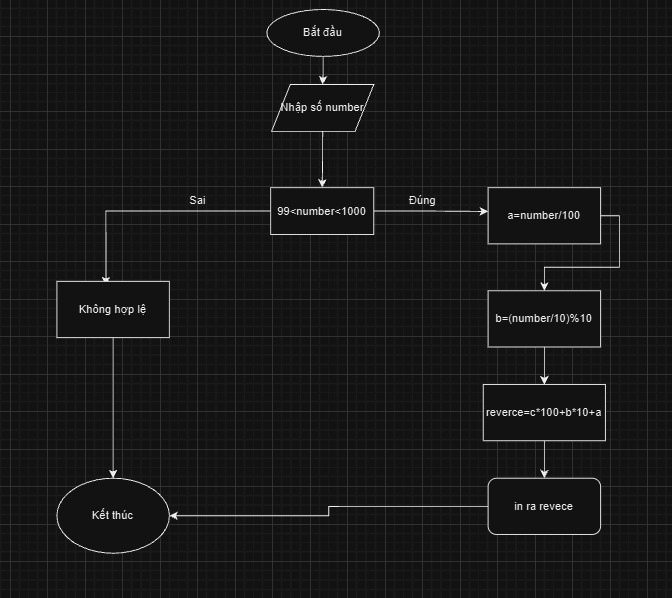 Bắt đầu
Nhập số number
Sai
99<number<1000
Đúng
a=number/100
Không hợp lệ
b=(number/10)%10
reverce=c*100+b*10+a
in ra revece
Kết thúc